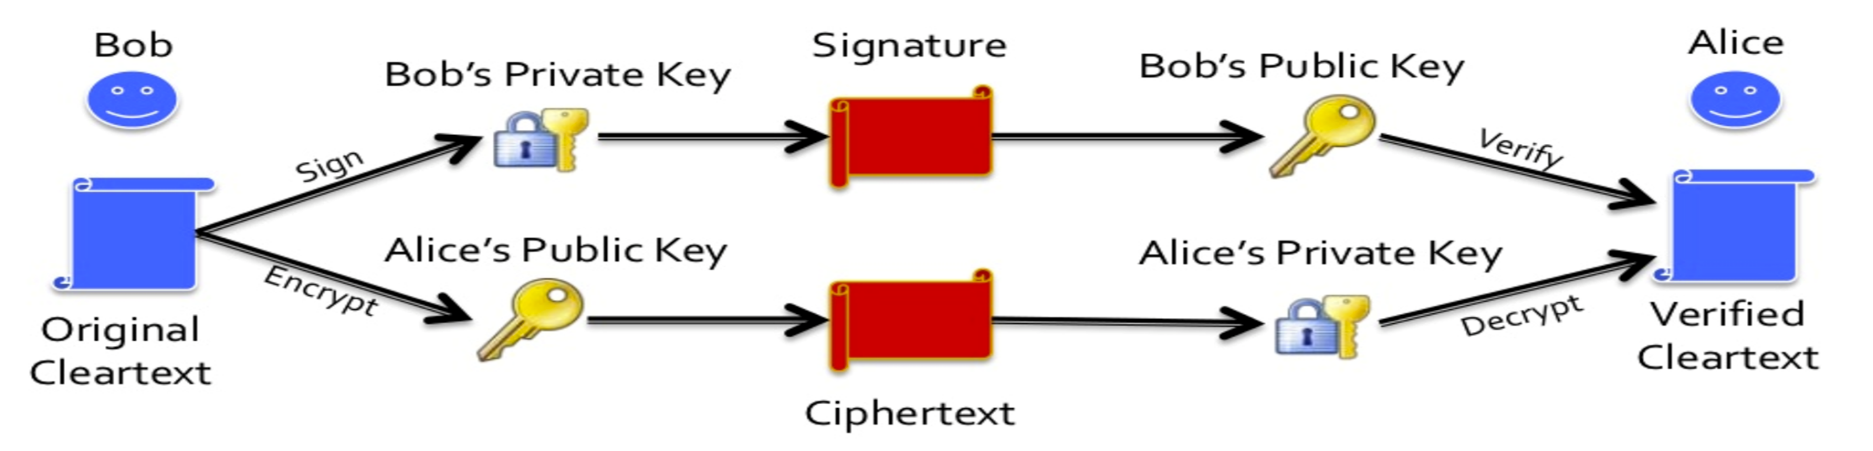 Bob
Bob's Private Key
Signature
Bob's Public Key
Alice
Sign
Verify
Encrypt
Alice's Public Key
Alice's Private Key
Decrypt
Original
Cleartext
Ciphertext
Verified
Cleartext